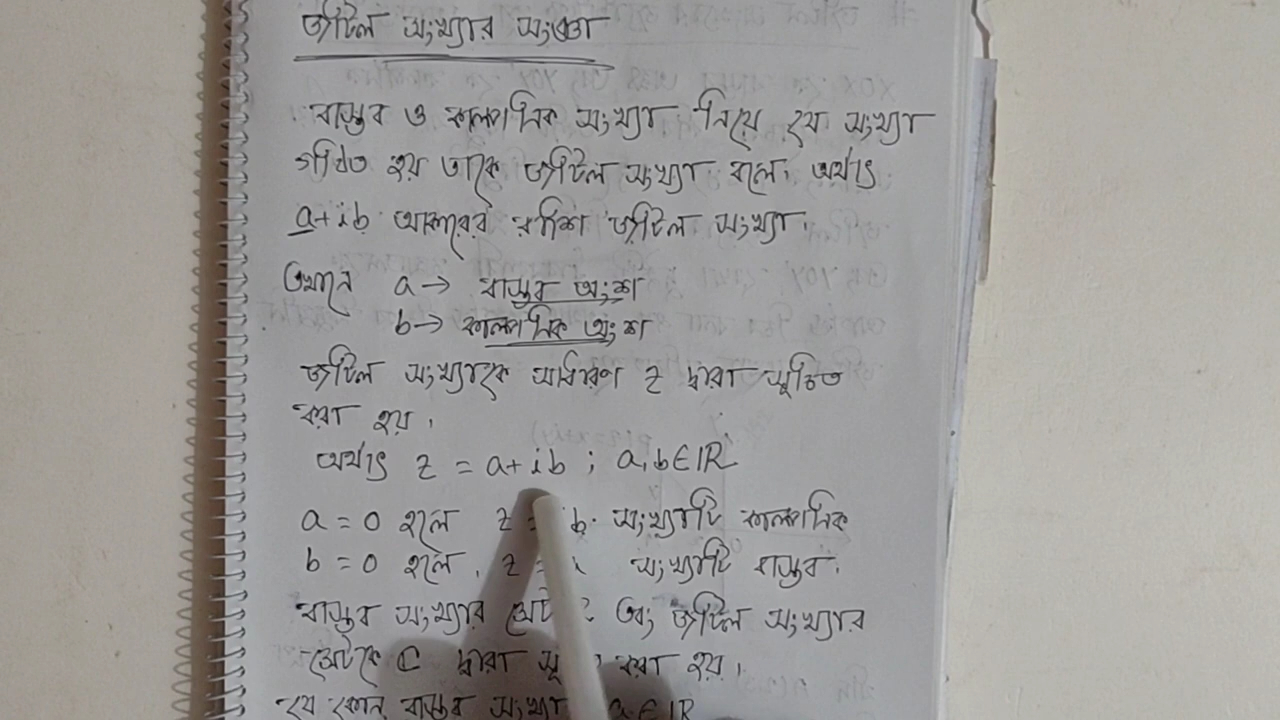 জটিল সংখ্যার সংজ্ঞা
বাস্তব ও কাল্পনিক সংখ্যা নিয়ে যে সংখ্যা
গঠিত হয় তাকে জটিল সংখ্যা বলে। অর্থাৎ
a+ib আকারের রাশি জটিল সংখ্যা।
এখানে a → বাস্তব অংশ
b → কাল্পনিক অংশ
জটিল সংখ্যাকে সাধারণ z দ্বারা সূচিত
করা হয়।
অর্থাৎ z = a+ib ; a,b∈IR
a = 0 হলে z = ib. সংখ্যাটি কাল্পনিক
b = 0 হলে, z = সংখ্যাটি বাস্তব.
বাস্তব সংখ্যার এবং জটিল সংখ্যার
সেটকে ℂ দ্বারা করা হয়।
যে কোন বাস্তব সংখ্যা a∈IR